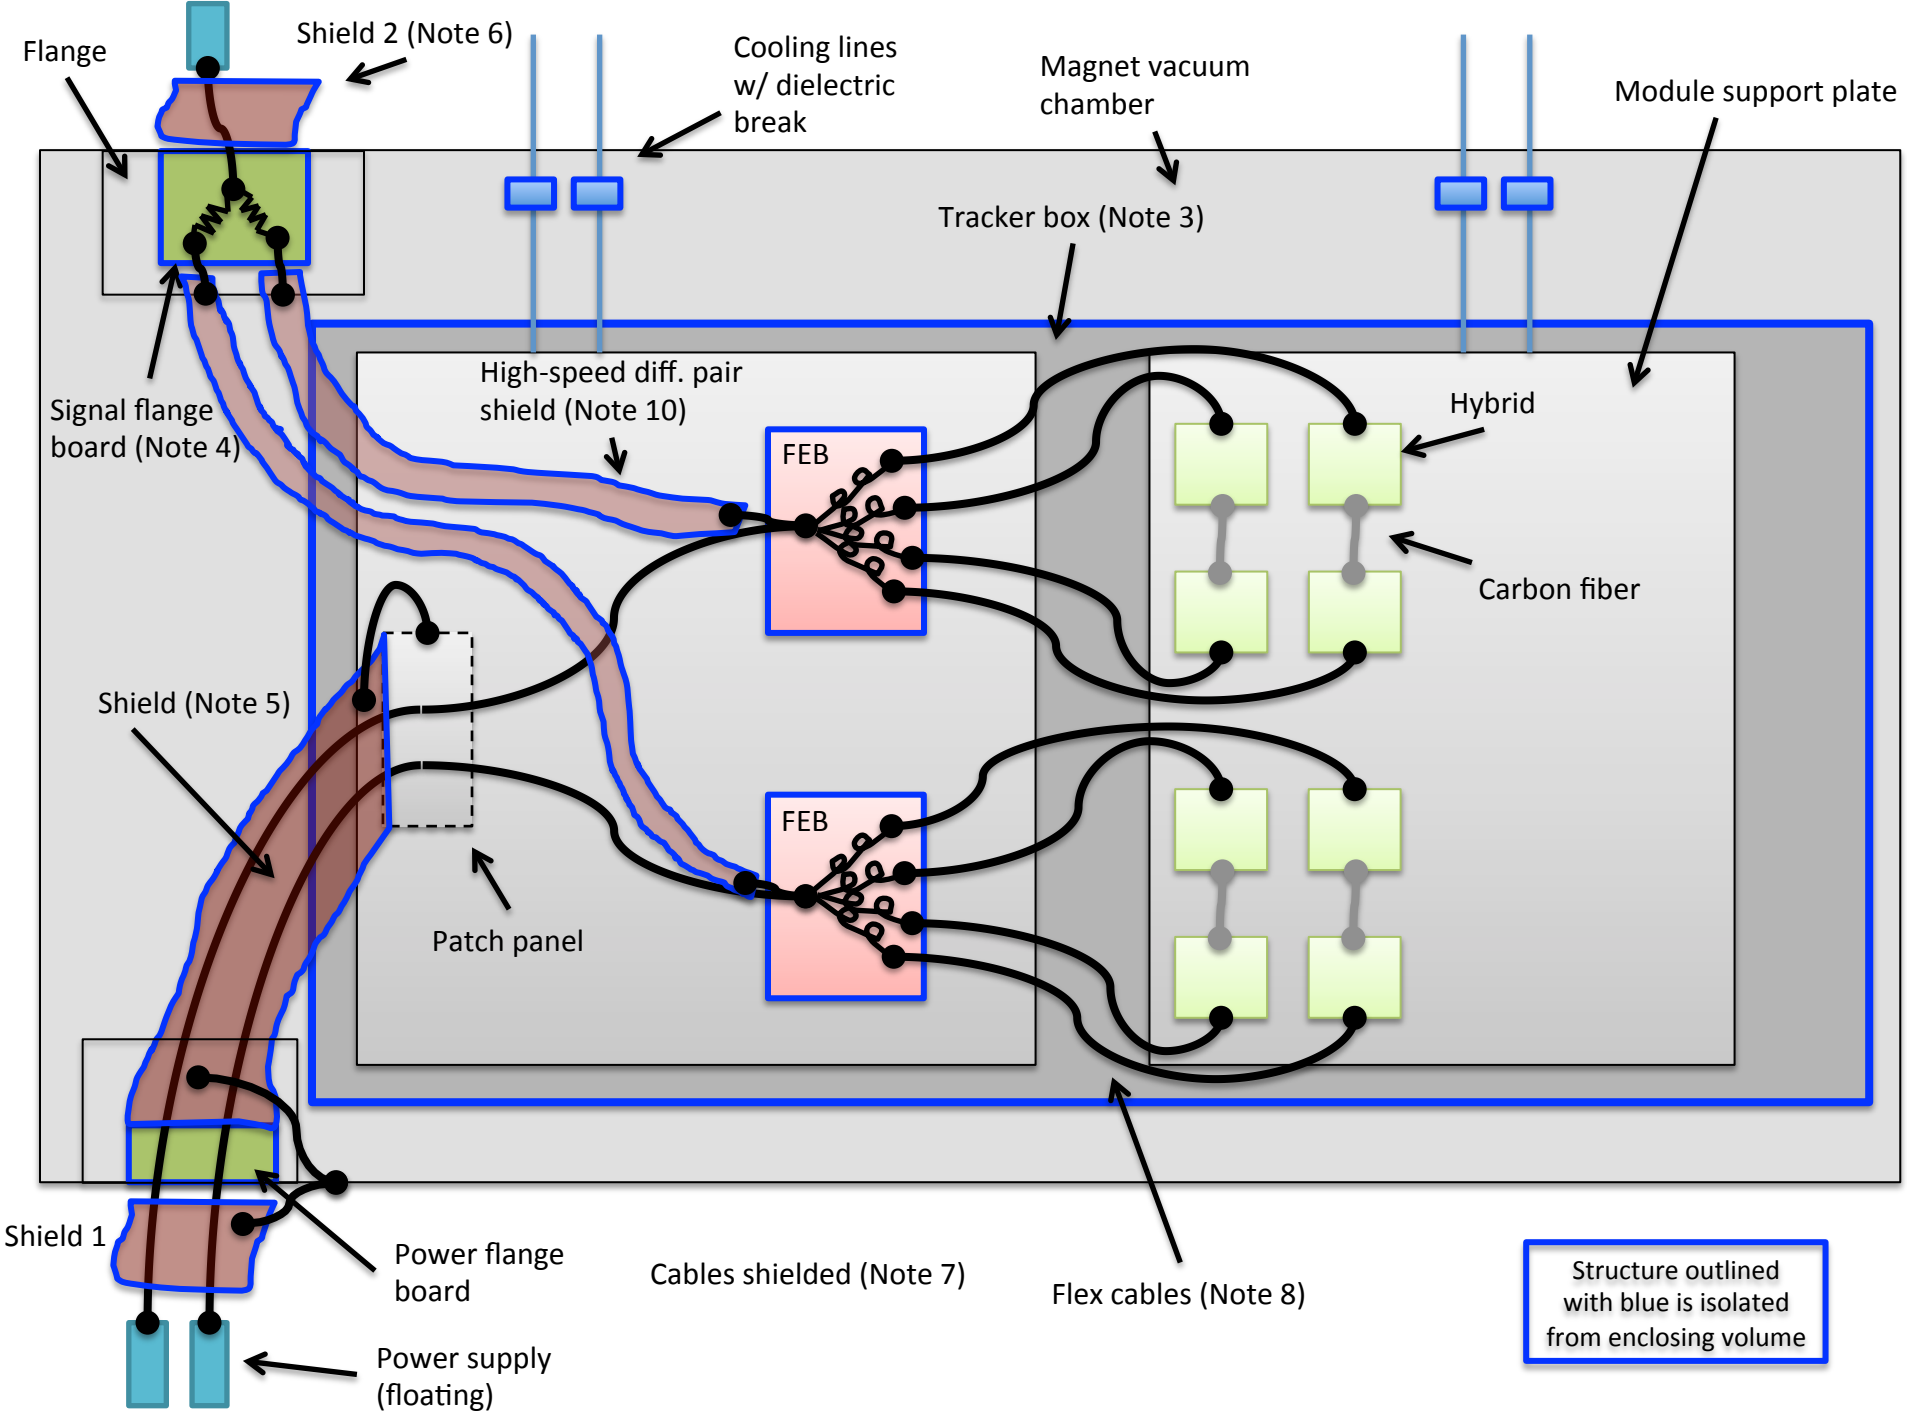 Flange
Shield 2 (Note 6)
Cooling lines
w/ dielectric
break
Magnet vacuum
chamber
Module support plate
Tracker box (Note 3)
High-speed diff. pair
shield (Note 10)
Signal flange
board (Note 4)
FEB
Hybrid
Carbon fiber
Shield (Note 5)
FEB
Patch panel
Shield 1
Power flange
board
Cables shielded (Note 7)
Flex cables (Note 8)
Structure outlined
with blue is isolated
from enclosing volume
Power supply
(floating)